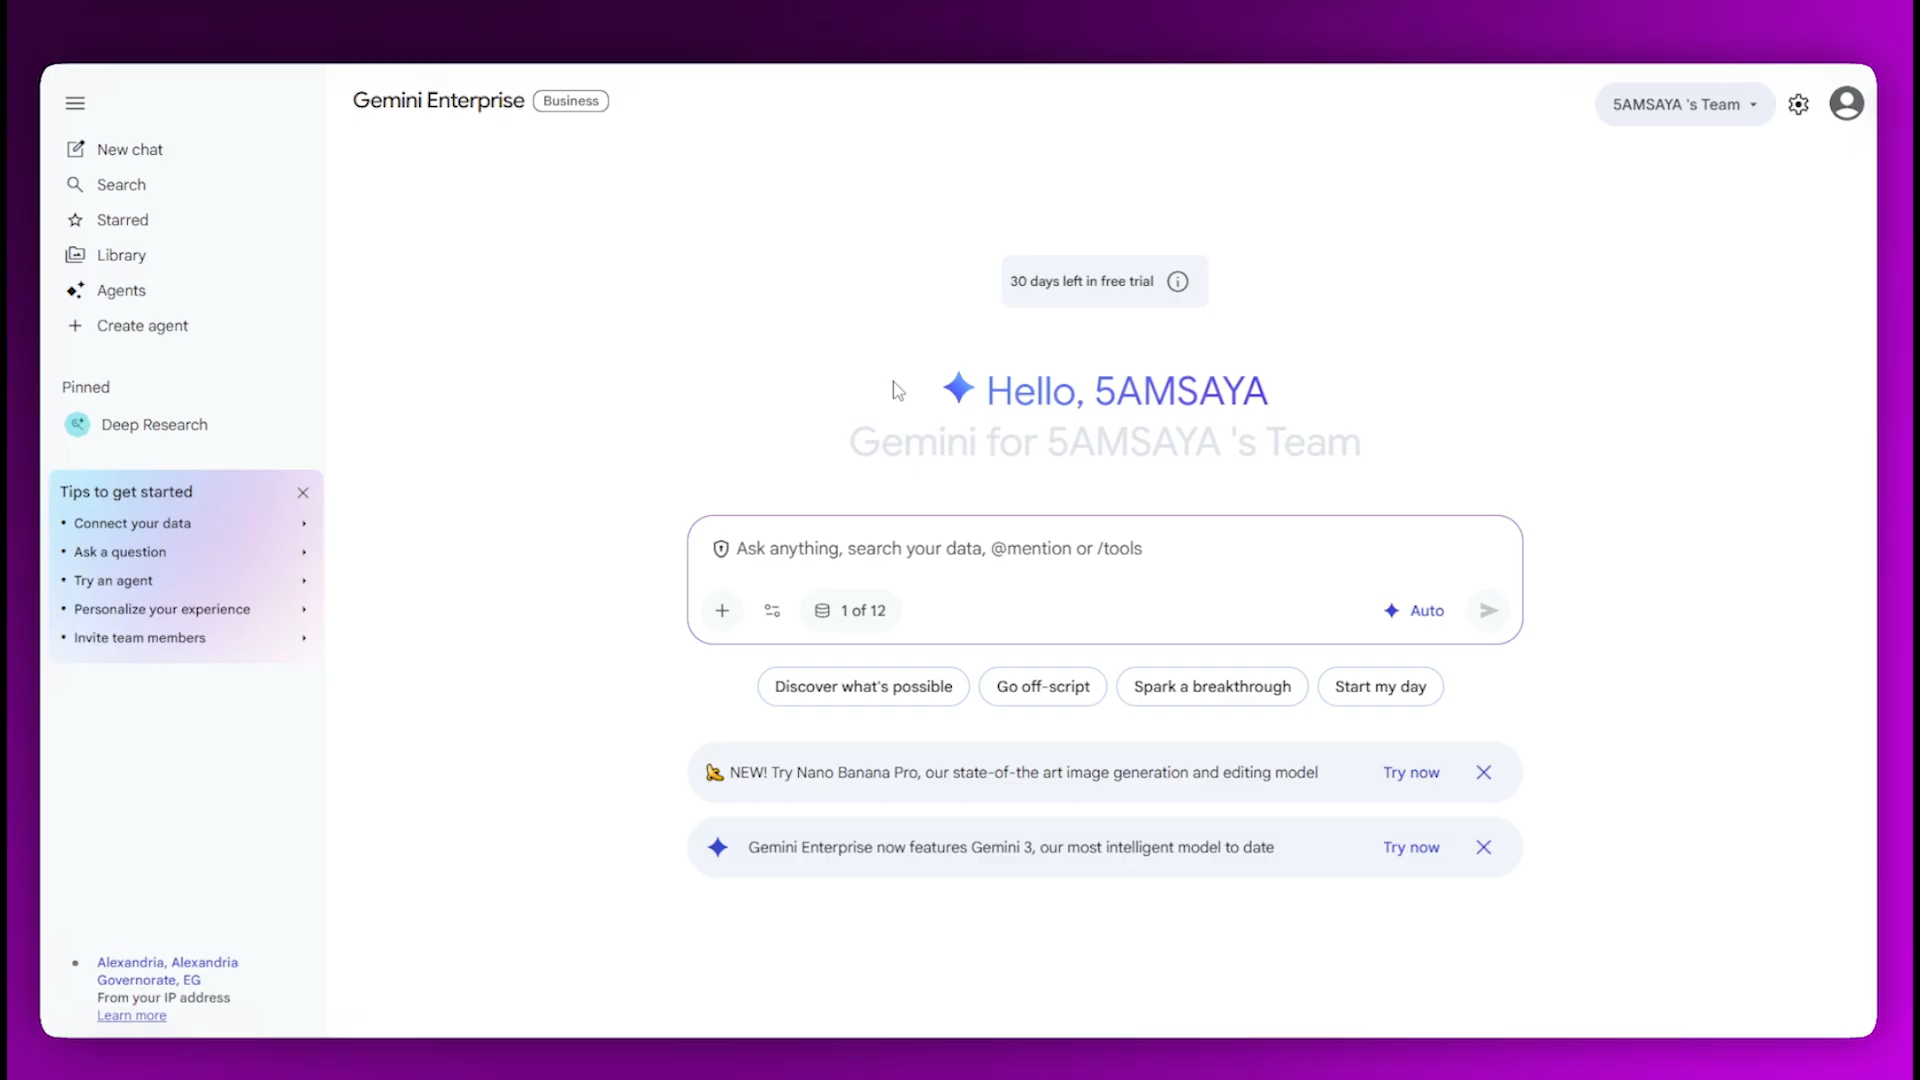 Gemini Enterprise Business
5AMSAYA 's Team
New chat
Search
Starred
Library
Agents
Create agent
Pinned
Deep Research
Tips to get started
• Connect your data
• Ask a question
• Try an agent
• Personalize your experience
• Invite team members
Alexandria, Alexandria
Governorate, EG
From your IP address
Learn more
30 days left in free trial
Hello, 5AMSAYA
Gemini for 5AMSAYA 's Team
Ask anything, search your data, @mention or /tools
1 of 12
Auto
Discover what's possible
Go off-script
Spark a breakthrough
Start my day
NEW! Try Nano Banana Pro, our state-of-the art image generation and editing model Try now
Gemini Enterprise now features Gemini 3, our most intelligent model to date Try now